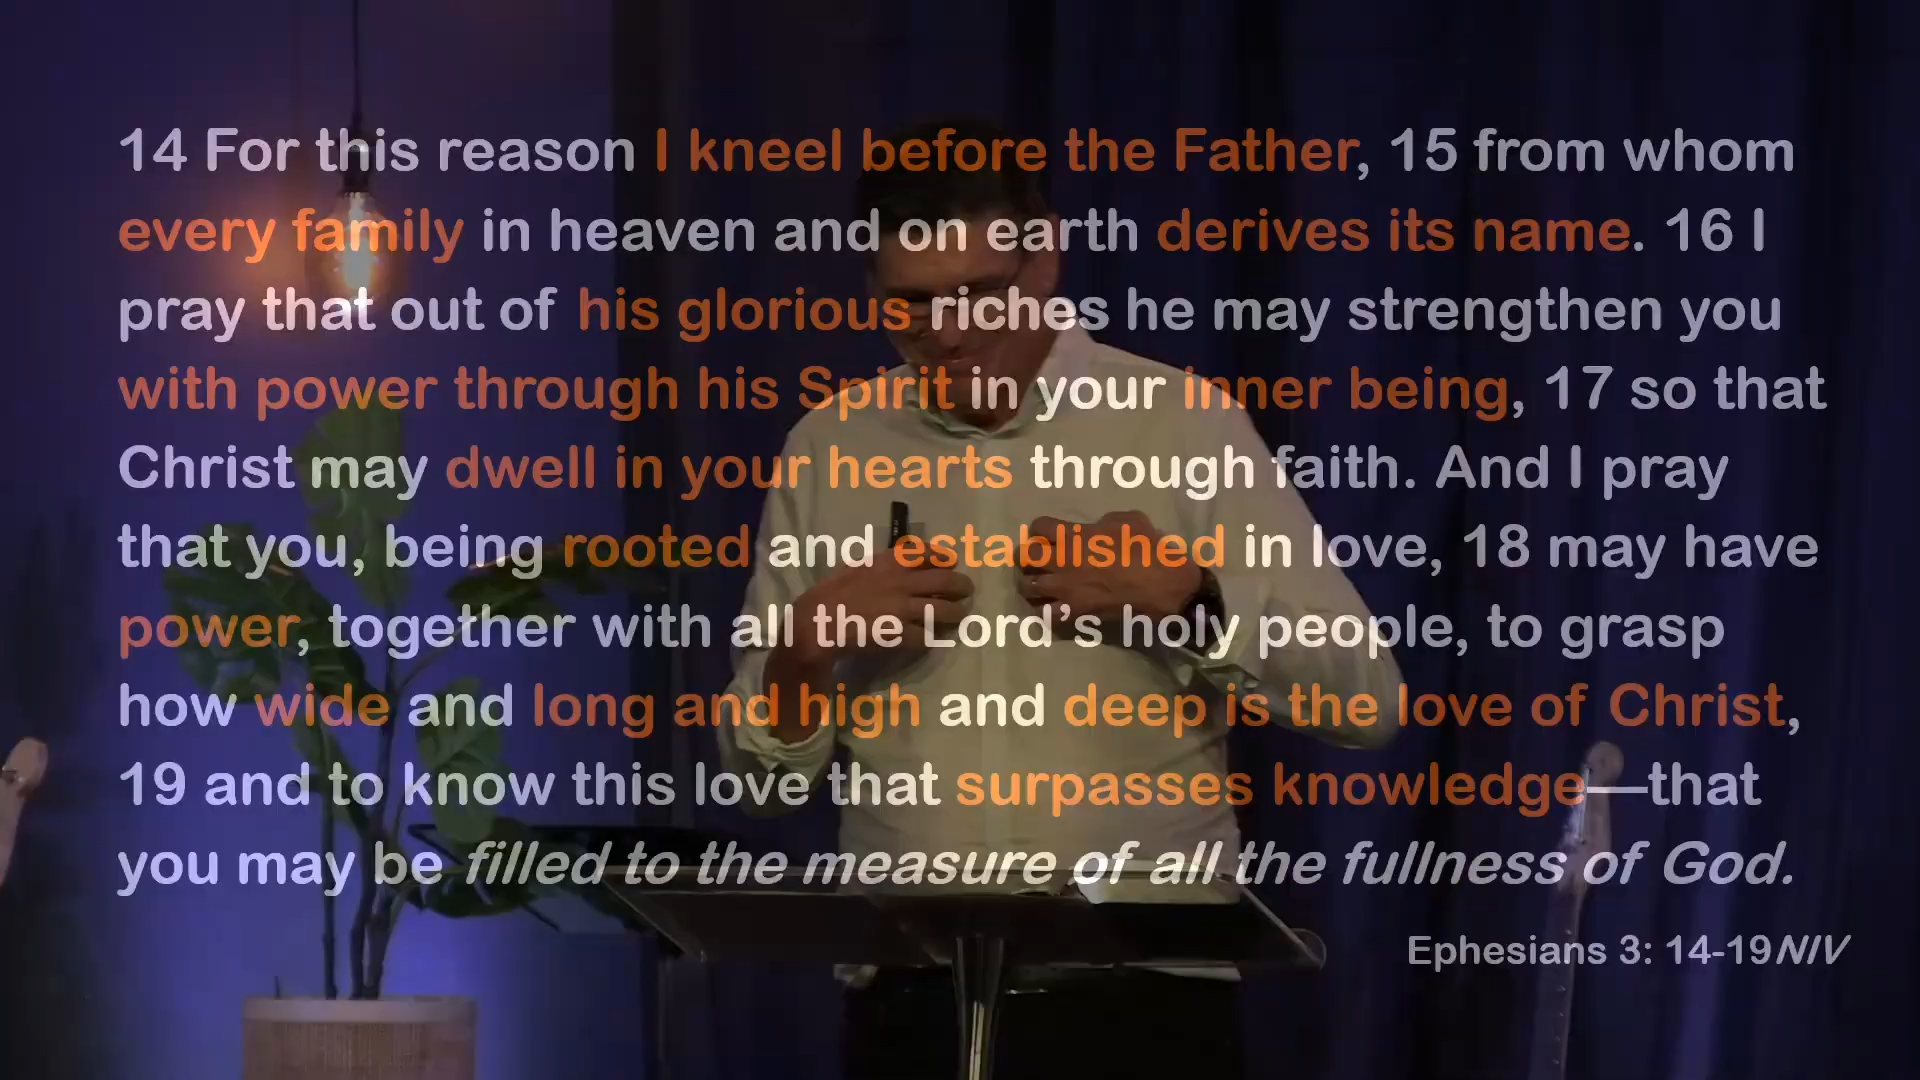 14 For this reason I kneel before the Father, 15 from whom
every family in heaven and on earth derives its name. 16 I
pray that out of his glorious riches he may strengthen you
with power through his Spirit in your inner being, 17 so that
Christ may dwell in your hearts through faith. And I pray
that you, being rooted and established in love, 18 may have
power, together with all the Lord’s holy people, to grasp
how wide and long and high and deep is the love of Christ,
19 and to know this love that surpasses knowledge—that
you may be filled to the measure of all the fullness of God.
Ephesians 3: 14-19 NIV